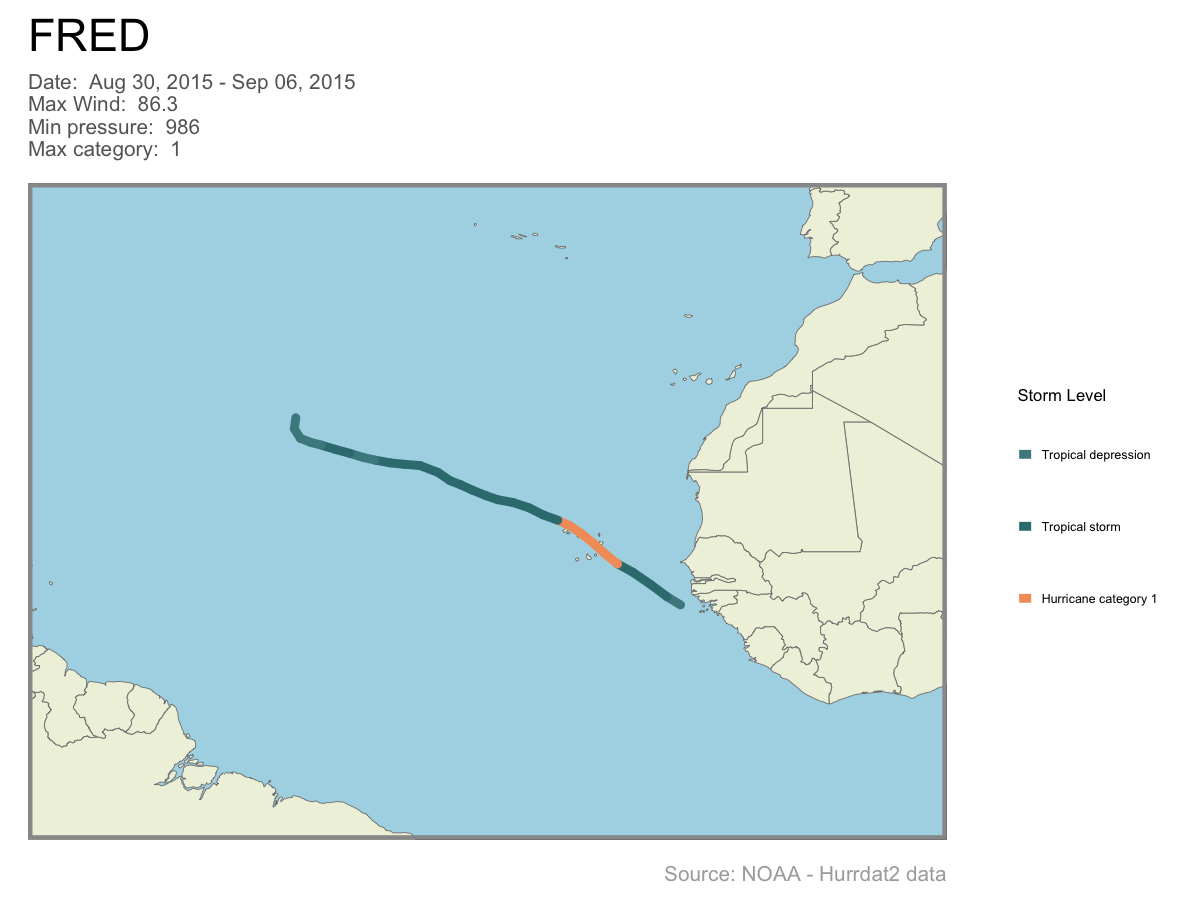 FRED
Date:  Aug 30, 2015 - Sep 06, 2015
Max Wind:  86.3
Min pressure:  986
Max category:  1
Storm Level
Tropical depression
Tropical storm
Hurricane category 1
Source: NOAA - Hurrdat2 data